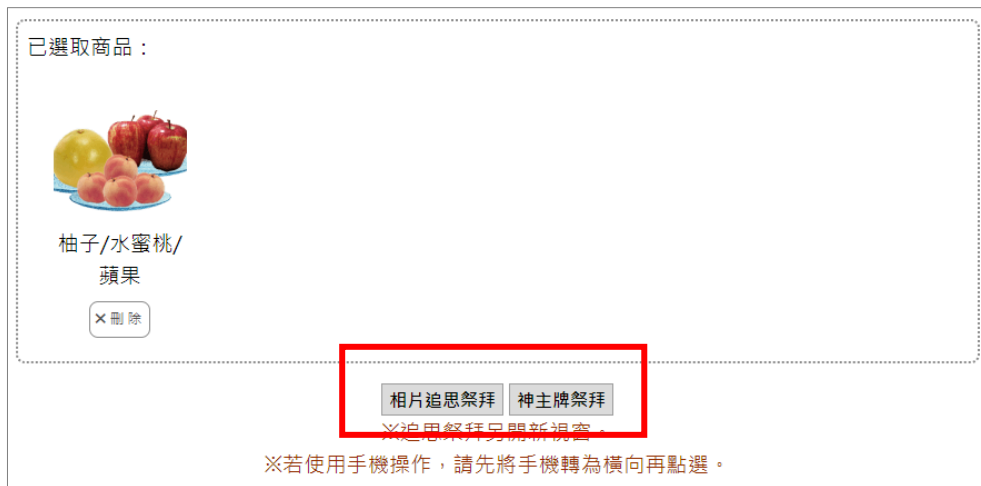 已選取商品：
柚子/水蜜桃/
蘋果
×刪除
相片追思祭拜 神主牌祭拜
※追思祭拜另開新視窗。
※若使用手機操作，請先將手機轉為橫向再點選。